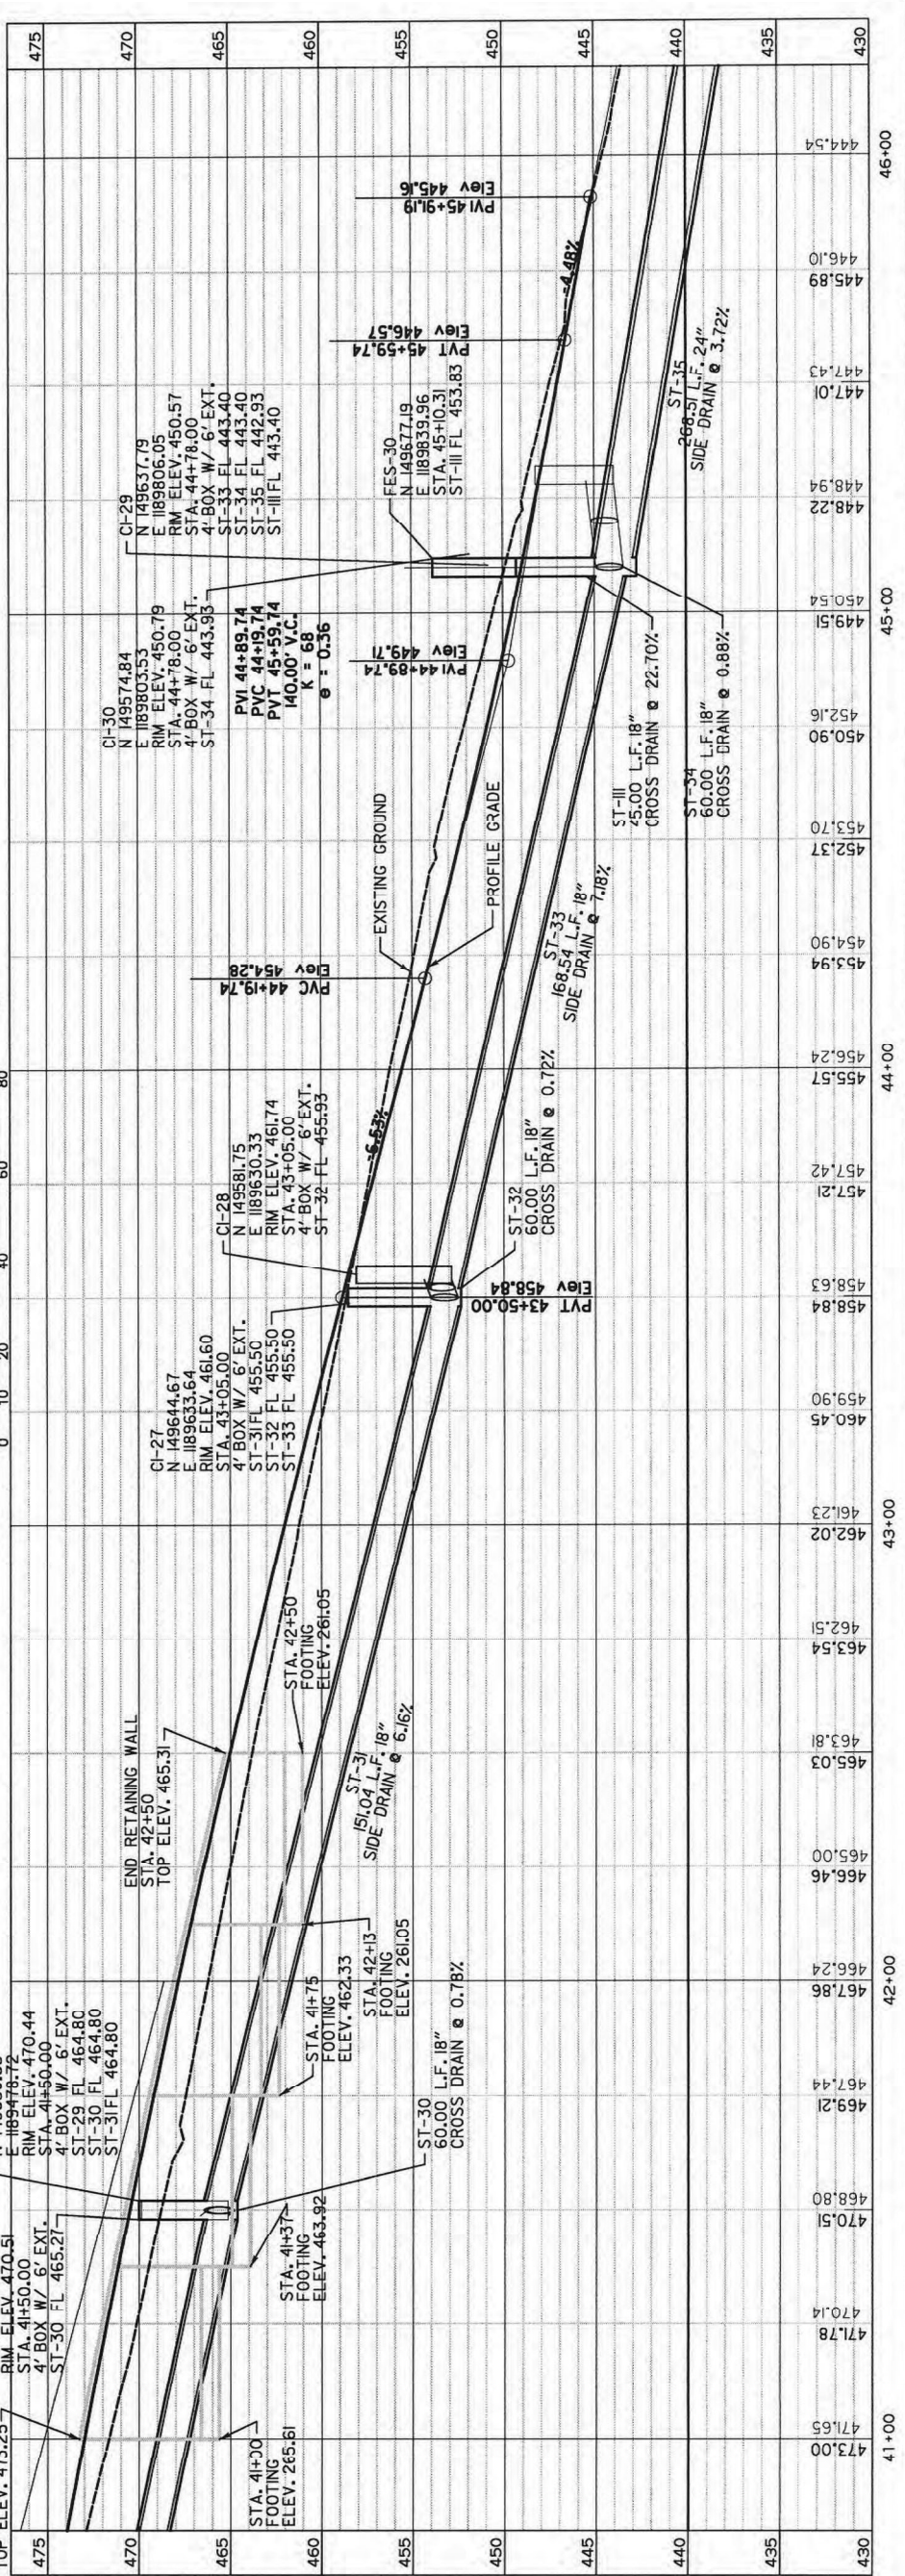 TOP ELEV. 473.25
RIM ELEV. 470.51
STA. 41+50.00
4' BOX W/ 6' EXT.
ST-30 FL 465.27
E 1189478.72
RIM ELEV. 470.44
STA. 41+50.00
4' BOX W/ 6' EXT.
ST-29 FL 464.80
ST-30 FL 464.80
ST-31 FL 464.80
0 10 20 40 60 80
END RETAINING WALL
STA. 42+50
TOP ELEV. 465.31
CI-27
N 149644.67
E 1189633.64
RIM ELEV. 461.60
STA. 43+05.00
4' BOX W/ 6' EXT.
ST-31 FL 455.50
ST-32 FL 455.50
ST-33 FL 455.50
CI-28
N 149581.75
E 1189630.33
RIM ELEV. 461.74
STA. 43+05.00
4' BOX W/ 6' EXT.
ST-32 FL 455.93
CI-30
N 149574.84
E 1189803.53
RIM ELEV. 450.79
STA. 44+78.00
4' BOX W/ 6' EXT.
ST-34 FL 443.93
CI-29
N 149637.79
E 1189806.05
RIM ELEV. 450.57
STA. 44+78.00
4' BOX W/ 6' EXT.
ST-33 FL 443.40
ST-34 FL 443.40
ST-35 FL 442.93
ST-111 FL 443.40
PVI 44+89.74
PVC 44+19.74
PVT 45+59.74
140.00' V.C.
K = 68
e = 0.36
FES-30
N 149677.19
E 1189839.96
STA. 45+10.31
ST-111 FL 453.83
EXISTING GROUND
PROFILE GRADE
PVC 44+19.74
Elev 454.28
PVI 44+89.74
Elev 449.71
PVT 45+59.74
Elev 446.57
PVI 45+91.19
Elev 445.16
PVT 43+50.00
Elev 458.84
-6.53%
-4.48%
STA. 41+00
FOOTING
ELEV. 265.61
STA. 41+37
FOOTING
ELEV. 463.92
STA. 41+75
FOOTING
ELEV. 462.33
STA. 42+13
FOOTING
ELEV. 261.05
STA. 42+50
FOOTING
ELEV. 261.05
ST-30
60.00 L.F. 18"
CROSS DRAIN @ 0.78%
ST-31
151.04 L.F. 18"
SIDE DRAIN @ 6.16%
ST-32
60.00 L.F. 18"
CROSS DRAIN @ 0.72%
ST-33
168.54 L.F. 18"
SIDE DRAIN @ 7.18%
ST-111
45.00 L.F. 18"
CROSS DRAIN @ 22.70%
ST-34
60.00 L.F. 18"
CROSS DRAIN @ 0.88%
ST-35
268.51 L.F. 24"
SIDE DRAIN @ 3.72%
475
470
465
460
455
450
445
440
435
430
475
470
465
460
455
450
445
440
435
430
471.65
473.00
470.14
471.78
468.80
470.51
467.44
469.21
466.24
467.86
465.00
466.46
463.81
465.03
462.51
463.54
461.23
462.02
459.90
460.45
458.63
458.84
457.42
457.21
456.24
455.57
454.90
453.94
453.70
452.37
452.16
450.90
450.54
449.51
448.94
448.22
447.43
447.01
446.10
445.89
444.54
41+00
42+00
43+00
44+00
45+00
46+00